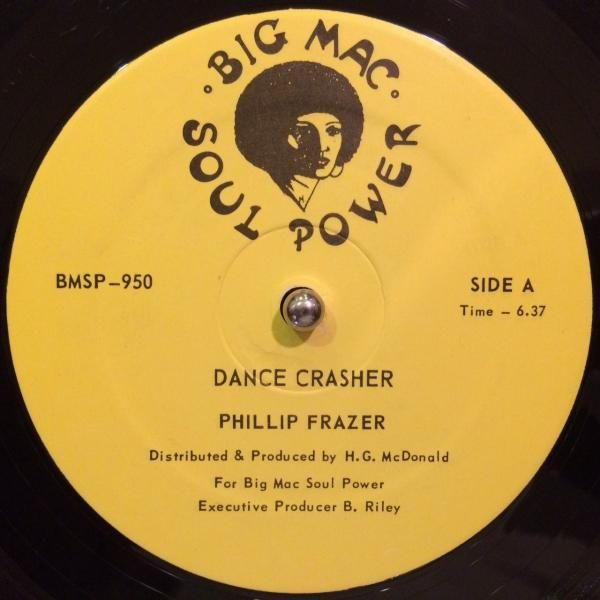 · BIG MAC ·
SOUL POWER
BMSP-950
SIDE A
Time - 6.37
DANCE CRASHER
PHILLIP FRAZER
Distributed & Produced by H.G. McDonald
For Big Mac Soul Power
Executive Producer B. Riley